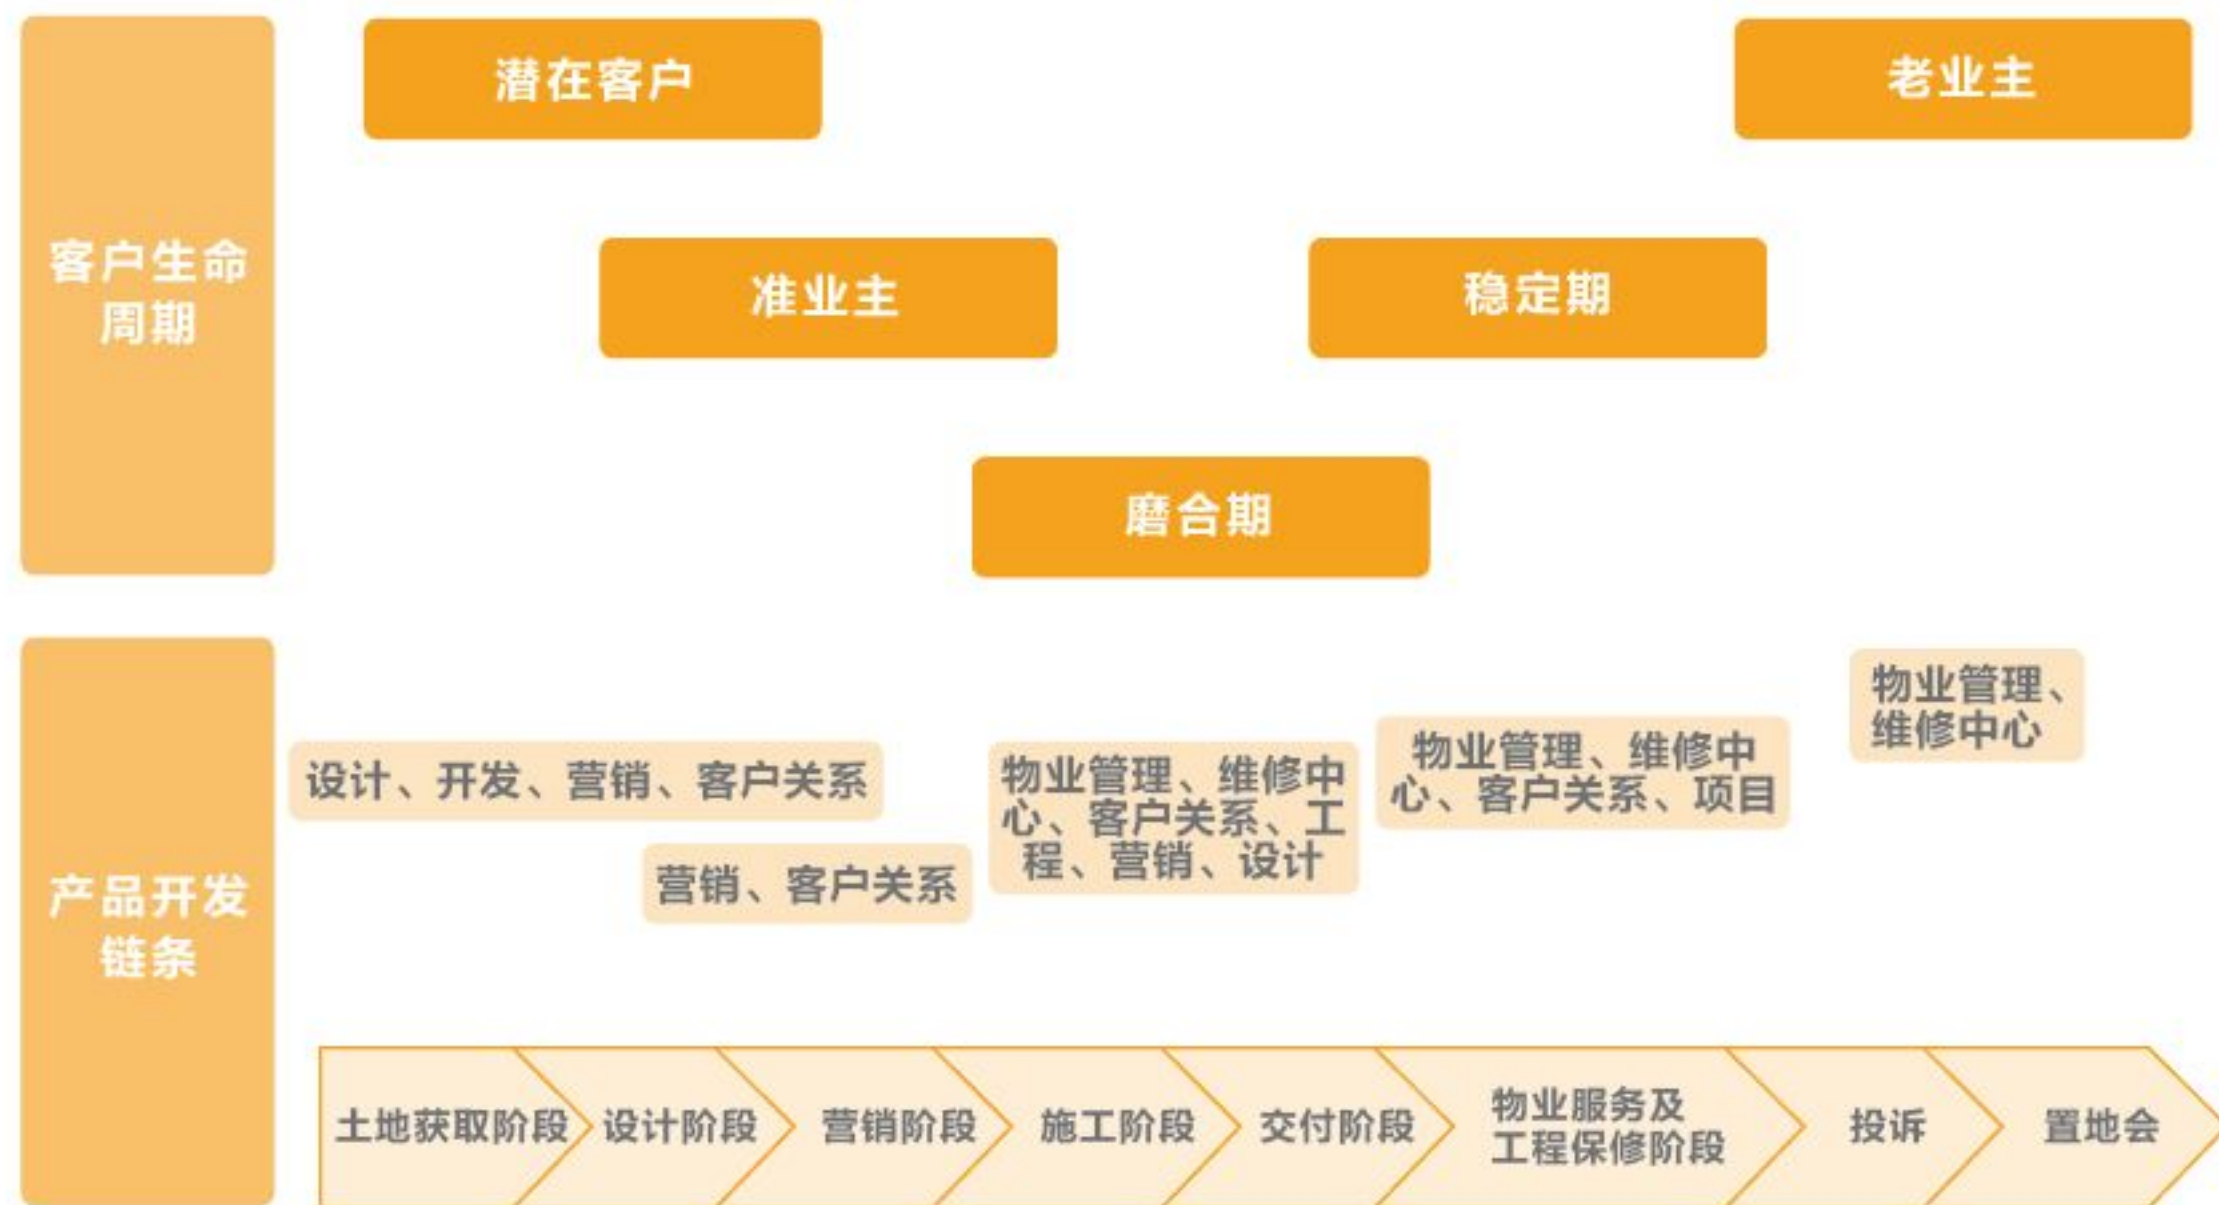 潜在客户
老业主
客户生命
周期
准业主
稳定期
磨合期
产品开发
链条
设计、开发、营销、客户关系
营销、客户关系
物业管理、维修中
心、客户关系、工
程、营销、设计
物业管理、维修中
心、客户关系、项目
物业管理、
维修中心
土地获取阶段
设计阶段
营销阶段
施工阶段
交付阶段
物业服务及
工程保修阶段
投诉
置地会